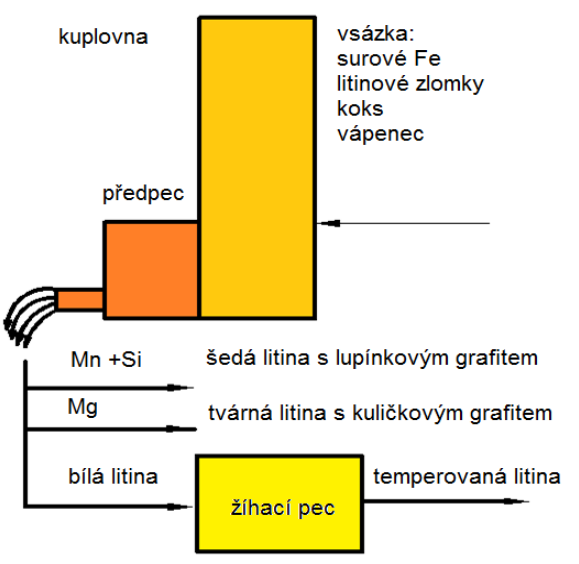 kuplovna
vsázka:
surové Fe
litinové zlomky
koks
vápenec
předpec
Mn +Si
šedá litina s lupínkovým grafitem
Mg
tvárná litina s kuličkovým grafitem
bílá litina
žíhací pec
temperovaná litina